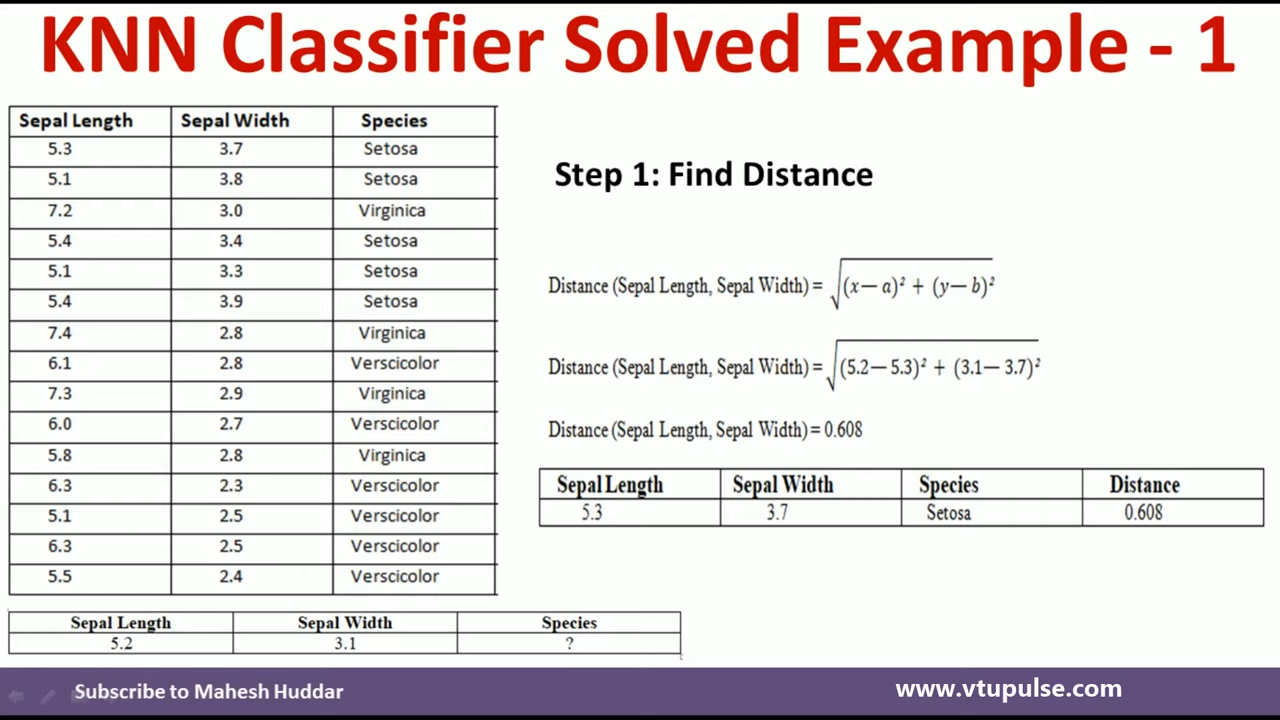 KNN Classifier Solved Example - 1
Sepal Length Sepal Width Species
5.3 3.7 Setosa
5.1 3.8 Setosa
7.2 3.0 Virginica
5.4 3.4 Setosa
5.1 3.3 Setosa
5.4 3.9 Setosa
7.4 2.8 Virginica
6.1 2.8 Verscicolor
7.3 2.9 Virginica
6.0 2.7 Verscicolor
5.8 2.8 Virginica
6.3 2.3 Verscicolor
5.1 2.5 Verscicolor
6.3 2.5 Verscicolor
5.5 2.4 Verscicolor
Step 1: Find Distance
Distance (Sepal Length, Sepal Width) = √(x− a)² + (y− b)²
Distance (Sepal Length, Sepal Width) = √(5.2− 5.3)² + (3.1− 3.7)²
Distance (Sepal Length, Sepal Width) = 0.608
Sepal Length Sepal Width Species Distance
5.3 3.7 Setosa 0.608
Sepal Length Sepal Width Species
5.2 3.1 ?
Subscribe to Mahesh Huddar www.vtupulse.com